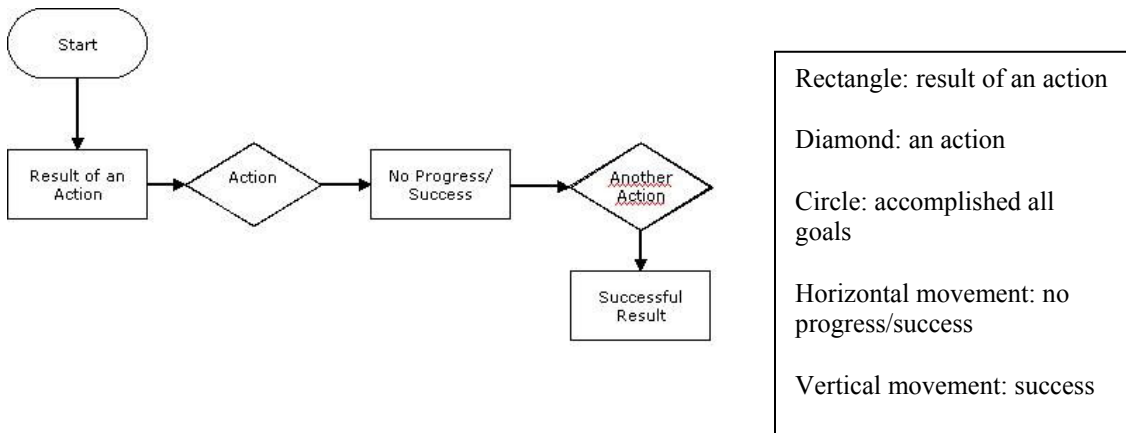 Start
Result of an
Action
Action
No Progress/
Success
Another
Action
Successful
Result
Rectangle: result of an action
Diamond: an action
Circle: accomplished all
goals
Horizontal movement: no
progress/success
Vertical movement: success